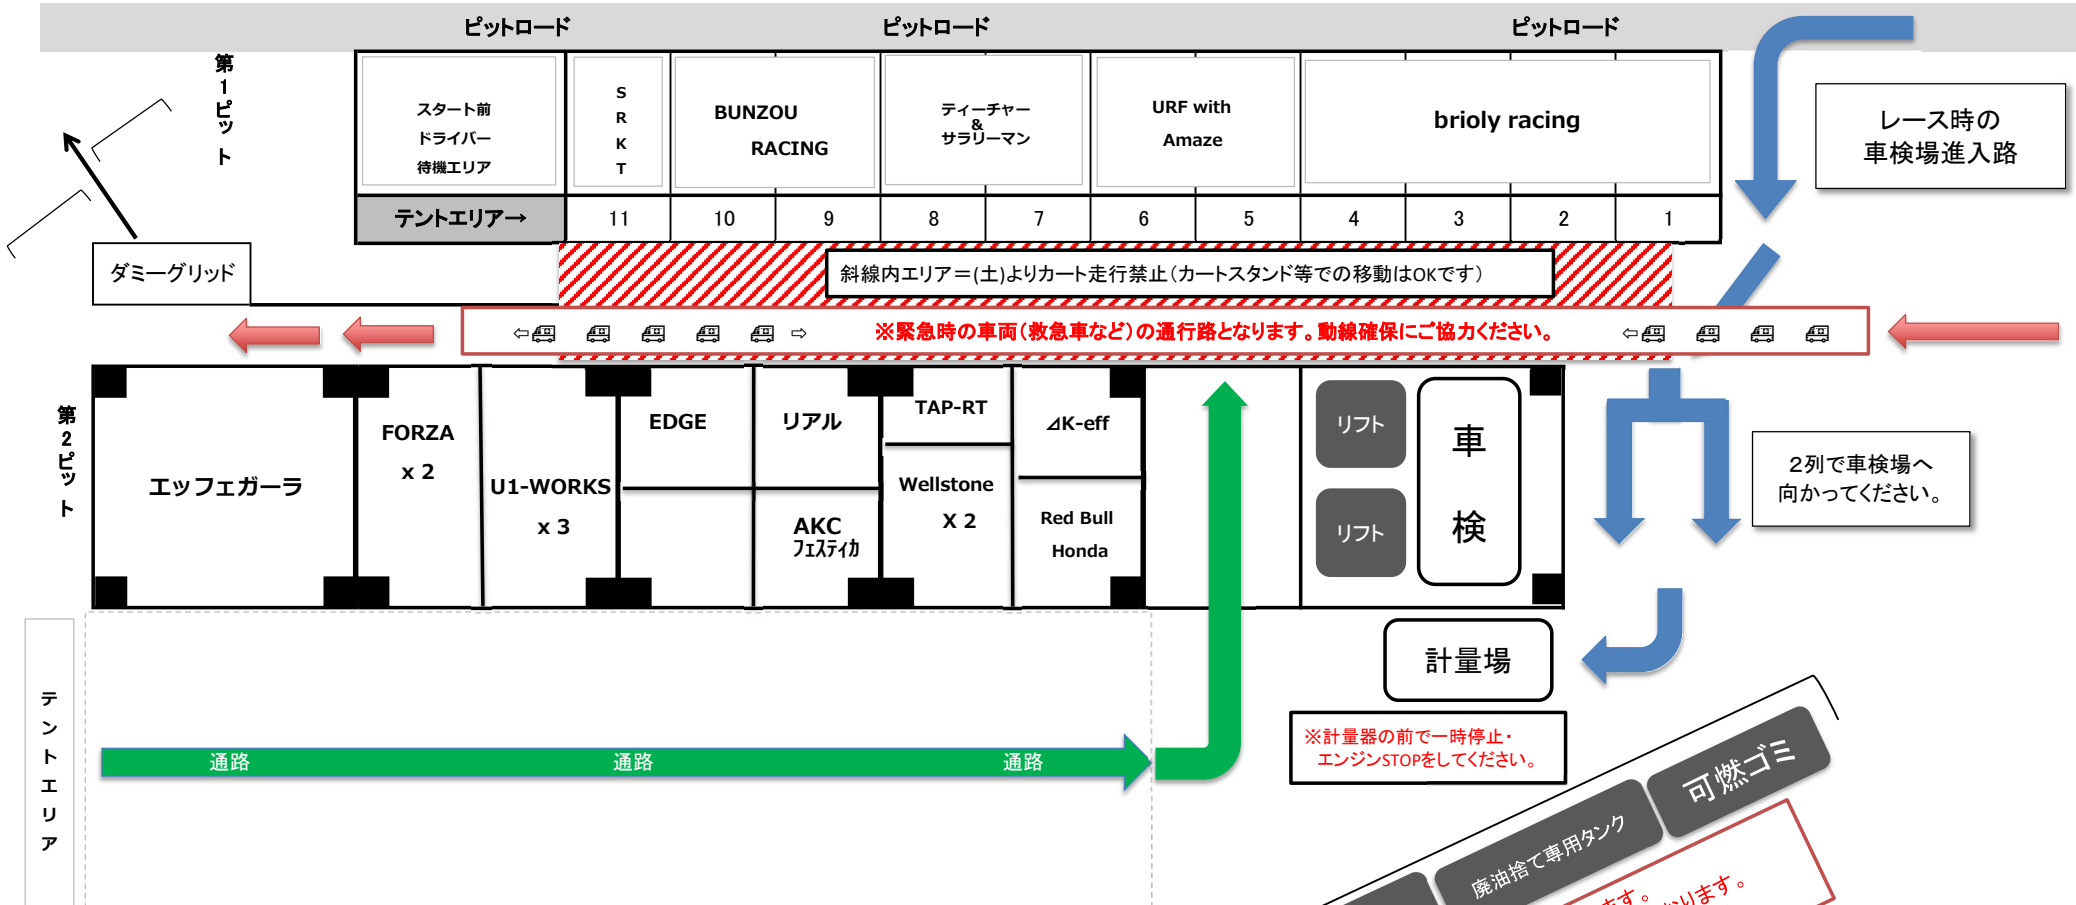 ピットロード
ピットロード
ピットロード
第1ピット
スタート前
ドライバー
待機エリア
SRKT
BUNZOU
RACING
ティーチャー
&
サラリーマン
URF with
Amaze
brioly racing
レース時の
車検場進入路
テントエリア→
11
10
9
8
7
6
5
4
3
2
1
ダミーグリッド
斜線内エリア＝(土)よりカート走行禁止（カートスタンド等での移動はOKです）
※緊急時の車両（救急車など）の通行路となります。動線確保にご協力ください。
第2ピット
エッフェガーラ
FORZA
x 2
U1-WORKS
x 3
EDGE
リアル
AKC
フェスティカ
TAP-RT
Wellstone
X 2
⊿K-eff
Red Bull
Honda
リフト
リフト
車検
２列で車検場へ
向かってください。
計量場
※計量器の前で一時停止・
エンジンSTOPをしてください。
テントエリア
通路
通路
通路
可燃ゴミ
廃油捨て専用タンク
ます。
ります。